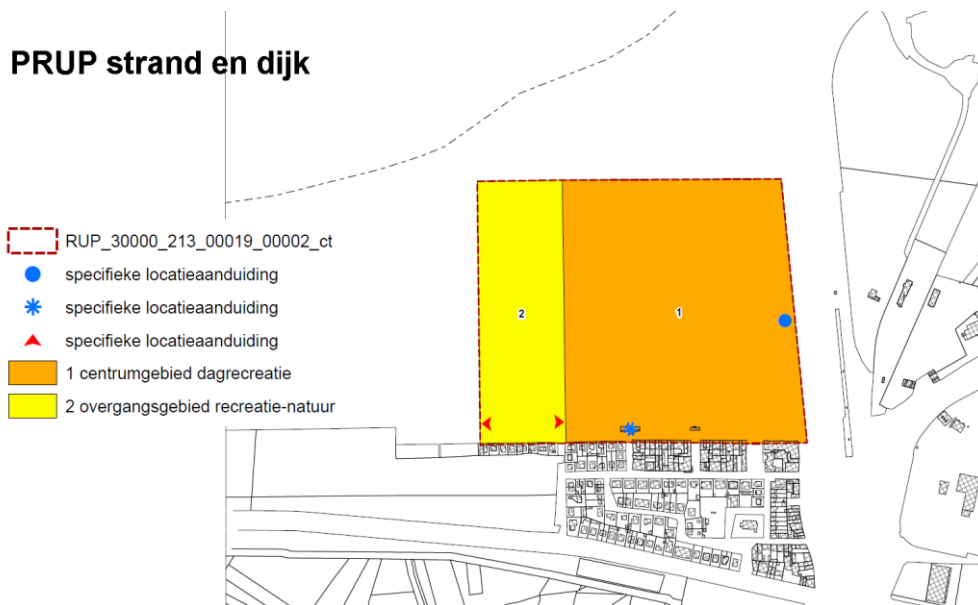 PRUP strand en dijk
RUP_30000_213_00019_00002_ct
specifieke locatieaanduiding
specifieke locatieaanduiding
specifieke locatieaanduiding
1 centrumgebied dagrecreatie
2 overgangsgebied recreatie-natuur
2
1